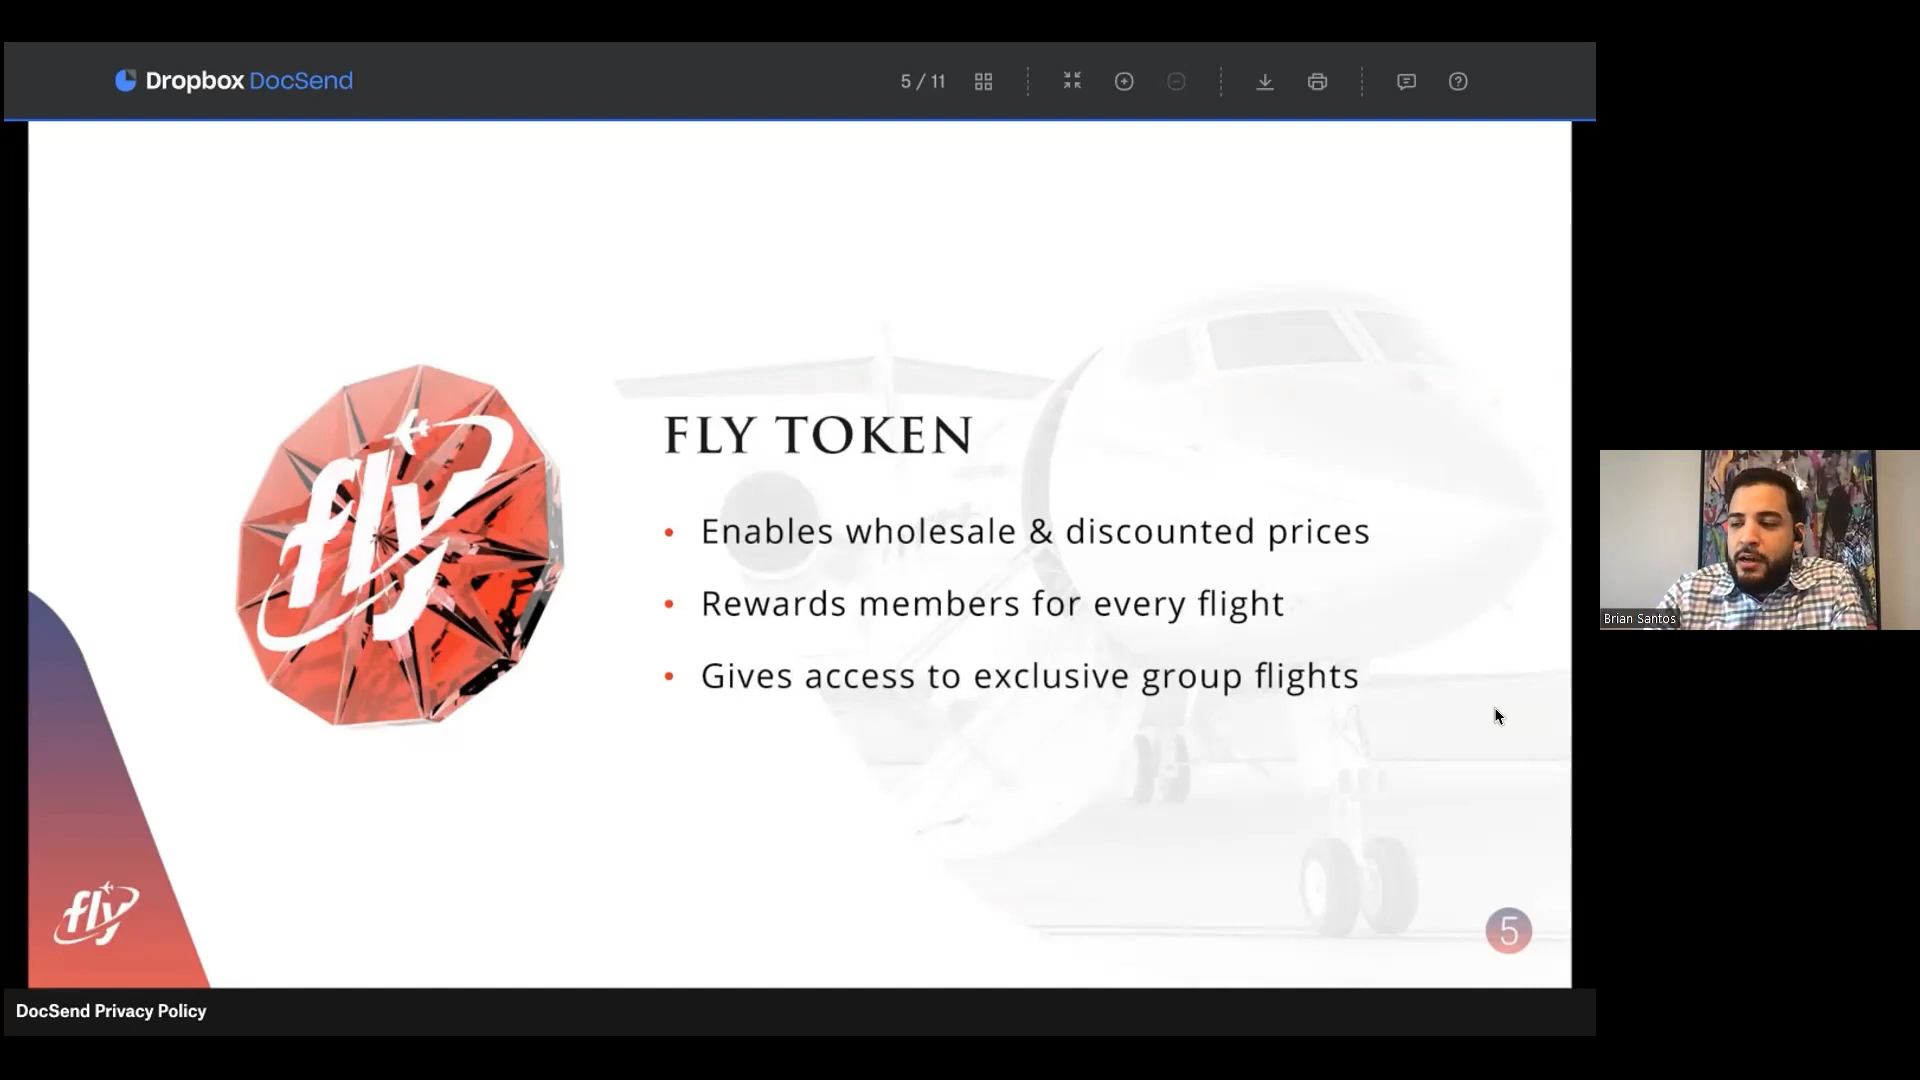 Dropbox DocSend
5 / 11
fly
FLY TOKEN
• Enables wholesale & discounted prices
• Rewards members for every flight
• Gives access to exclusive group flights
Brian Santos
fly
5
DocSend Privacy Policy